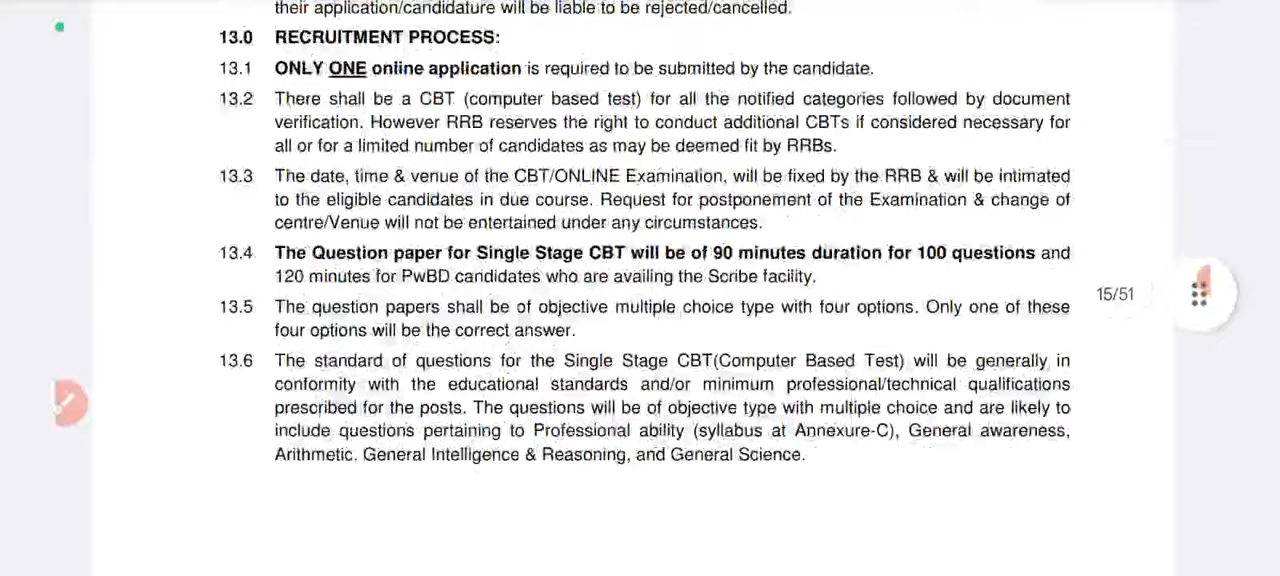 their application/candidature will be liable to be rejected/cancelled.
13.0 RECRUITMENT PROCESS:
13.1 ONLY ONE online application is required to be submitted by the candidate.
13.2 There shall be a CBT (computer based test) for all the notified categories followed by document
verification. However RRB reserves the right to conduct additional CBTs if considered necessary for
all or for a limited number of candidates as may be deemed fit by RRBs.
13.3 The date, time & venue of the CBT/ONLINE Examination, will be fixed by the RRB & will be intimated
to the eligible candidates in due course. Request for postponement of the Examination & change of
centre/Venue will not be entertained under any circumstances.
13.4 The Question paper for Single Stage CBT will be of 90 minutes duration for 100 questions and
120 minutes for PwBD candidates who are availing the Scribe facility.
15/51
13.5 The question papers shall be of objective multiple choice type with four options. Only one of these
four options will be the correct answer.
13.6 The standard of questions for the Single Stage CBT(Computer Based Test) will be generally in
conformity with the educational standards and/or minimum professional/technical qualifications
prescribed for the posts. The questions will be of objective type with multiple choice and are likely to
include questions pertaining to Professional ability (syllabus at Annexure-C), General awareness,
Arithmetic. General Intelligence & Reasoning, and General Science.